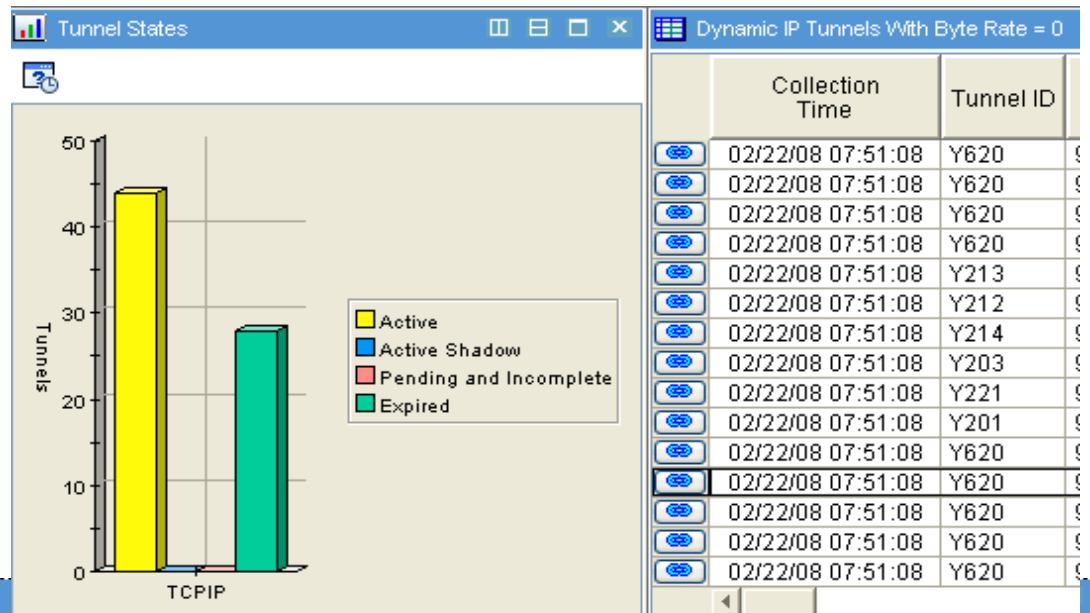 Tunnel States
50
40
30
20
10
0
Tunnels
TCPIP
Active
Active Shadow
Pending and Incomplete
Expired
Dynamic IP Tunnels With Byte Rate = 0
Collection Time Tunnel ID
02/22/08 07:51:08 Y620
02/22/08 07:51:08 Y620
02/22/08 07:51:08 Y620
02/22/08 07:51:08 Y620
02/22/08 07:51:08 Y213
02/22/08 07:51:08 Y212
02/22/08 07:51:08 Y214
02/22/08 07:51:08 Y203
02/22/08 07:51:08 Y221
02/22/08 07:51:08 Y201
02/22/08 07:51:08 Y620
02/22/08 07:51:08 Y620
02/22/08 07:51:08 Y620
02/22/08 07:51:08 Y620
02/22/08 07:51:08 Y620